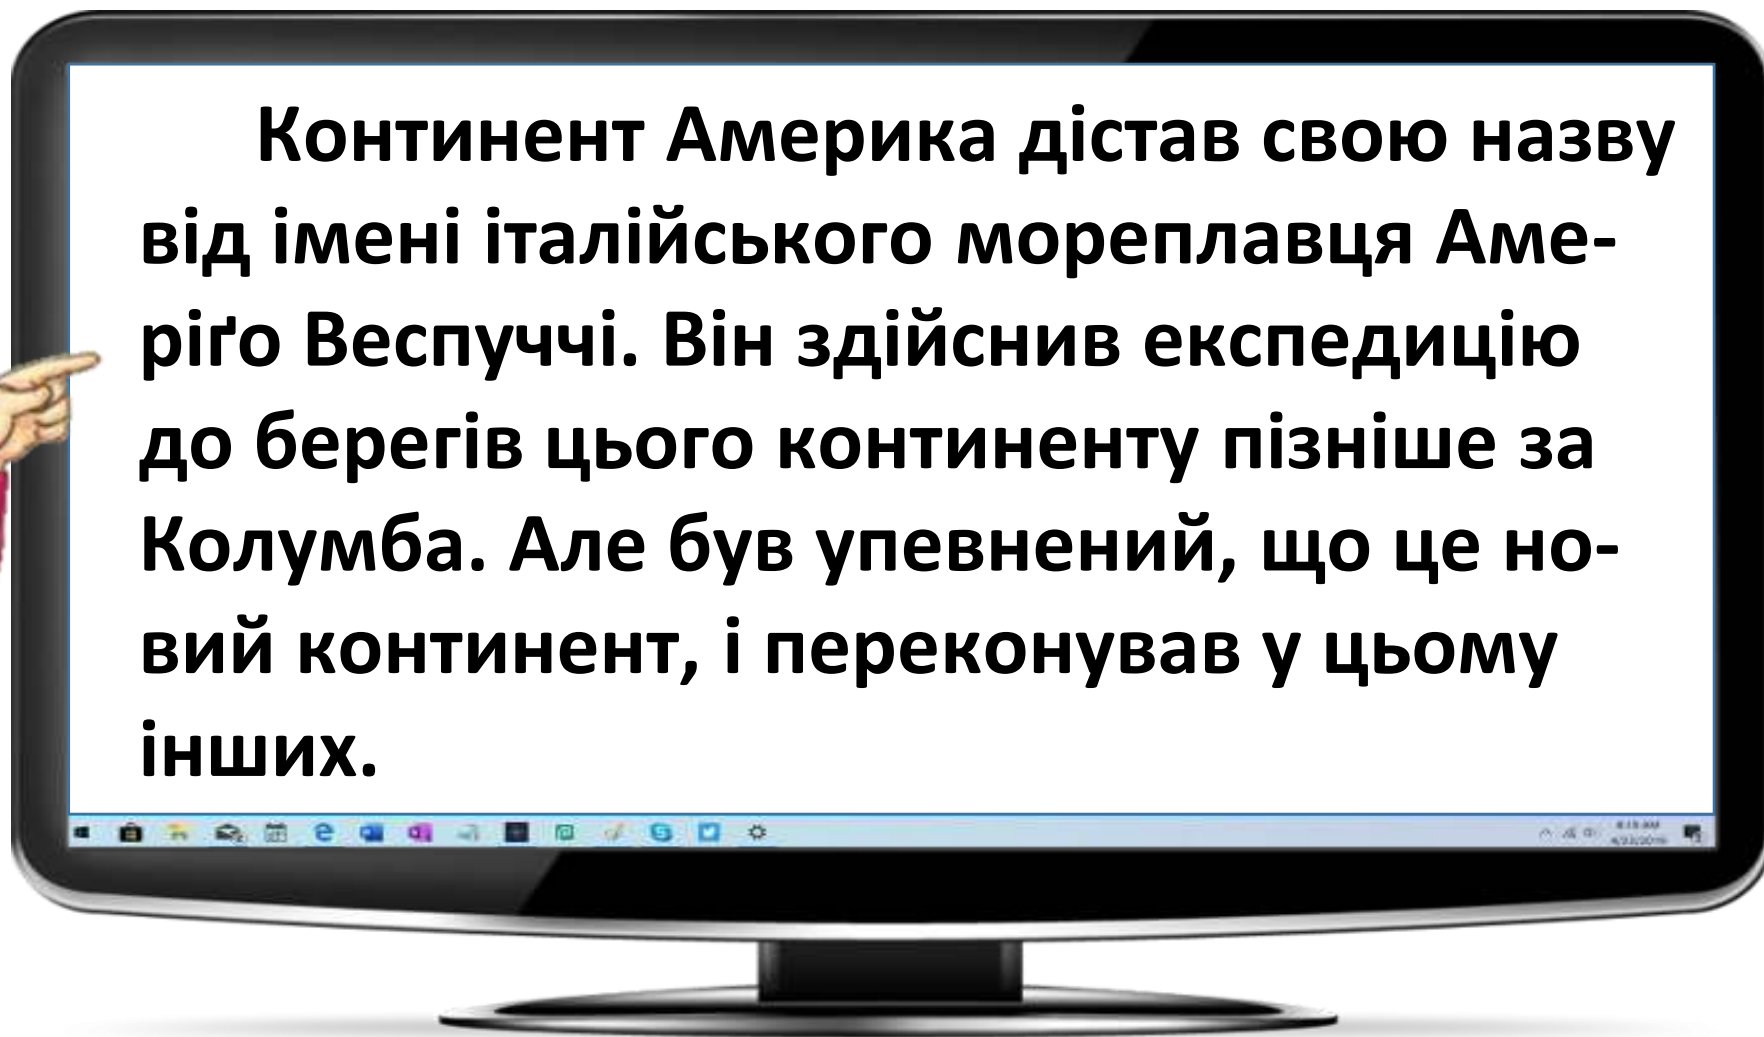 Континент Америка дістав свою назву
від імені італійського мореплавця Аме-
ріґо Веспуччі. Він здійснив експедицію
до берегів цього континенту пізніше за
Колумба. Але був упевнений, що це но-
вий континент, і переконував у цьому
інших.